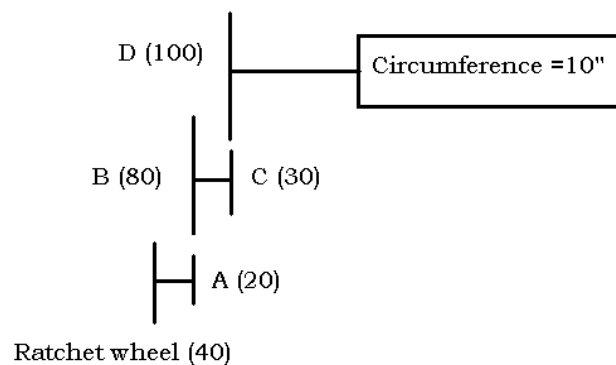 D (100)
Circumference =10"
B (80)
C (30)
A (20)
Ratchet wheel (40)